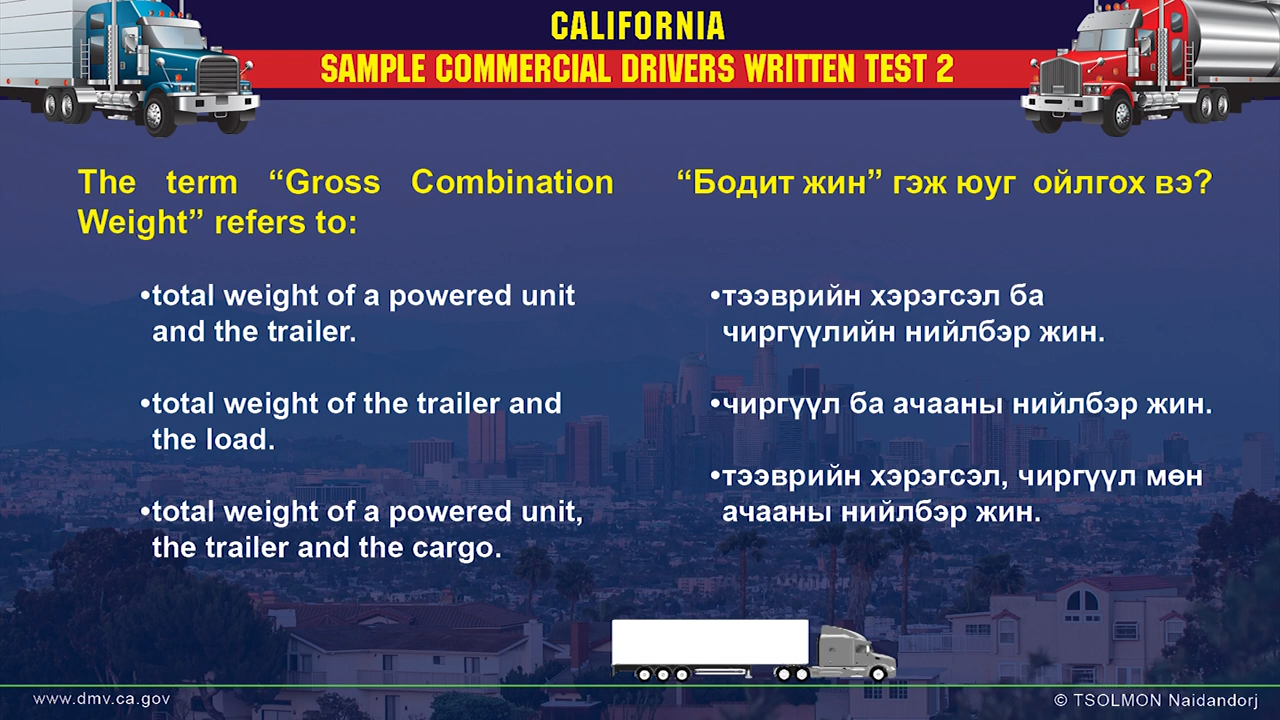 CALIFORNIA
SAMPLE COMMERCIAL DRIVERS WRITTEN TEST 2
The term “Gross Combination
Weight” refers to:
•total weight of a powered unit
and the trailer.
•total weight of the trailer and
the load.
•total weight of a powered unit,
the trailer and the cargo.
“Бодит жин” гэж юуг ойлгох вэ?
•тээврийн хэрэгсэл ба
чиргүүлийн нийлбэр жин.
•чиргүүл ба ачааны нийлбэр жин.
•тээврийн хэрэгсэл, чиргүүл мөн
ачааны нийлбэр жин.
www.dmv.ca.gov
© TSOLMON Naidandorj